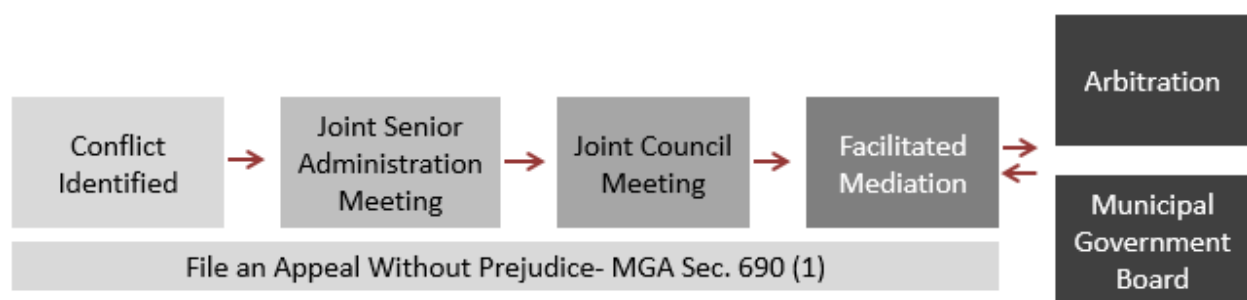 Conflict
Identified
Joint Senior
Administration
Meeting
Joint Council
Meeting
Facilitated
Mediation
Arbitration
Municipal
Government
Board
File an Appeal Without Prejudice- MGA Sec. 690 (1)